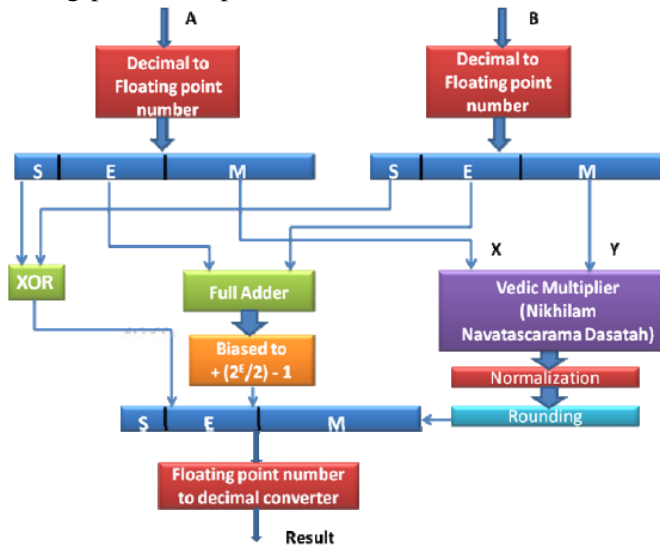 A
B
Decimal to
Floating point
number
Decimal to
Floating point
number
S E M
S E M
X
Y
XOR
Full Adder
Vedic Multiplier
(Nikhilam
Navatascarama Dasatah)
Biased to
+ (2ᴱ/2) - 1
Normalization
Rounding
S E M
Floating point number
to decimal converter
Result